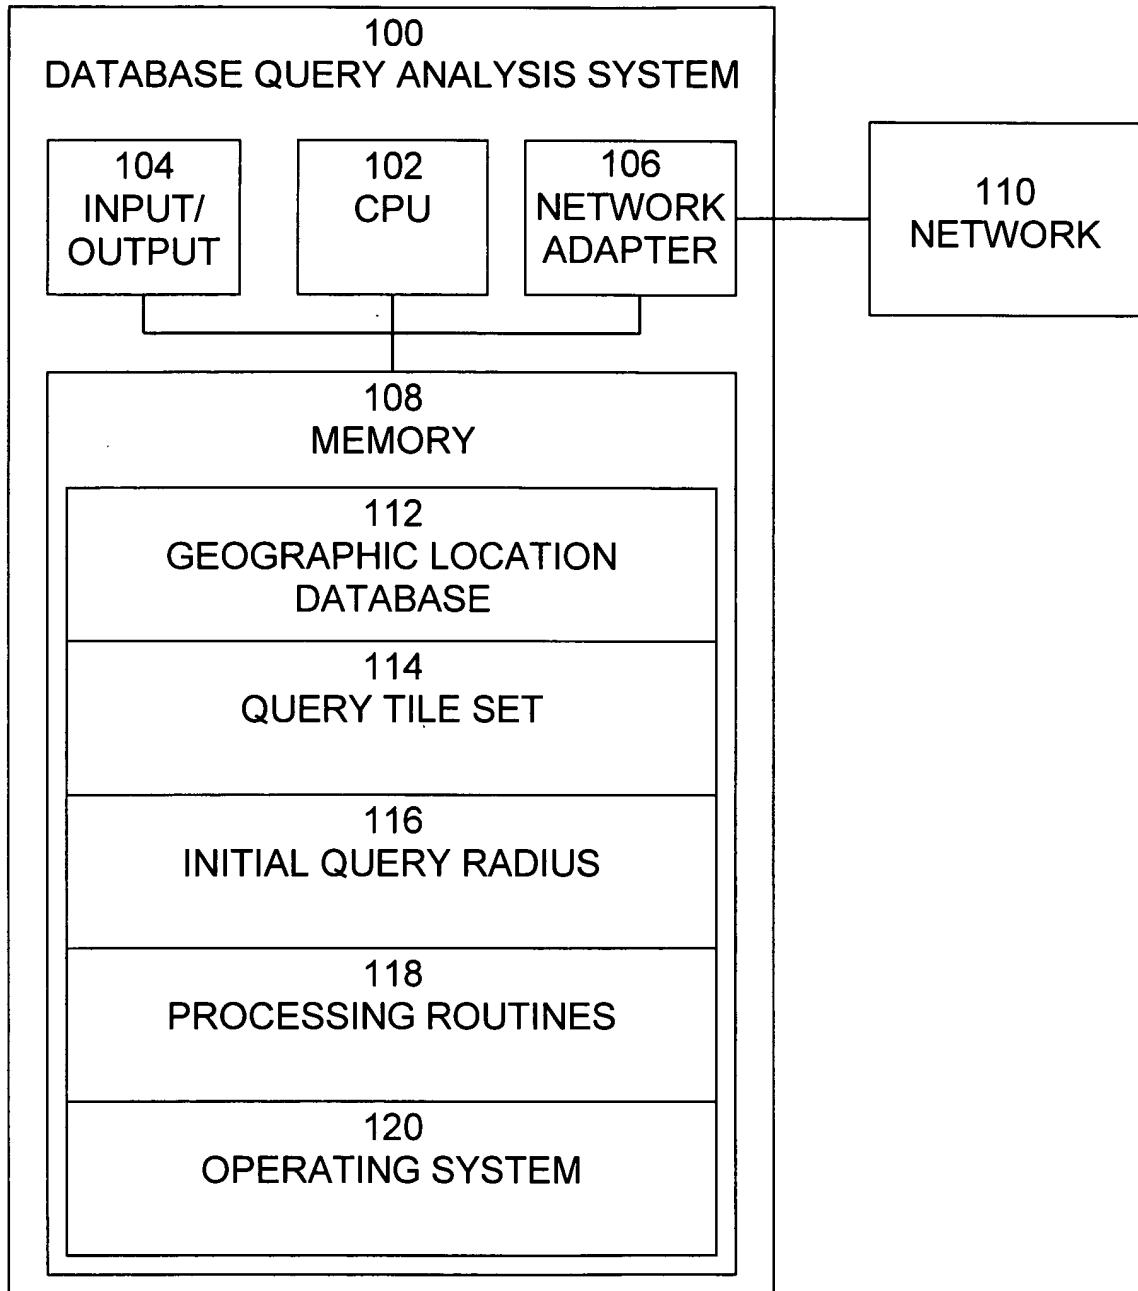 100
DATABASE QUERY ANALYSIS SYSTEM
104
INPUT/
OUTPUT
102
CPU
106
NETWORK
ADAPTER
110
NETWORK
108
MEMORY
112
GEOGRAPHIC LOCATION
DATABASE
114
QUERY TILE SET
116
INITIAL QUERY RADIUS
118
PROCESSING ROUTINES
120
OPERATING SYSTEM